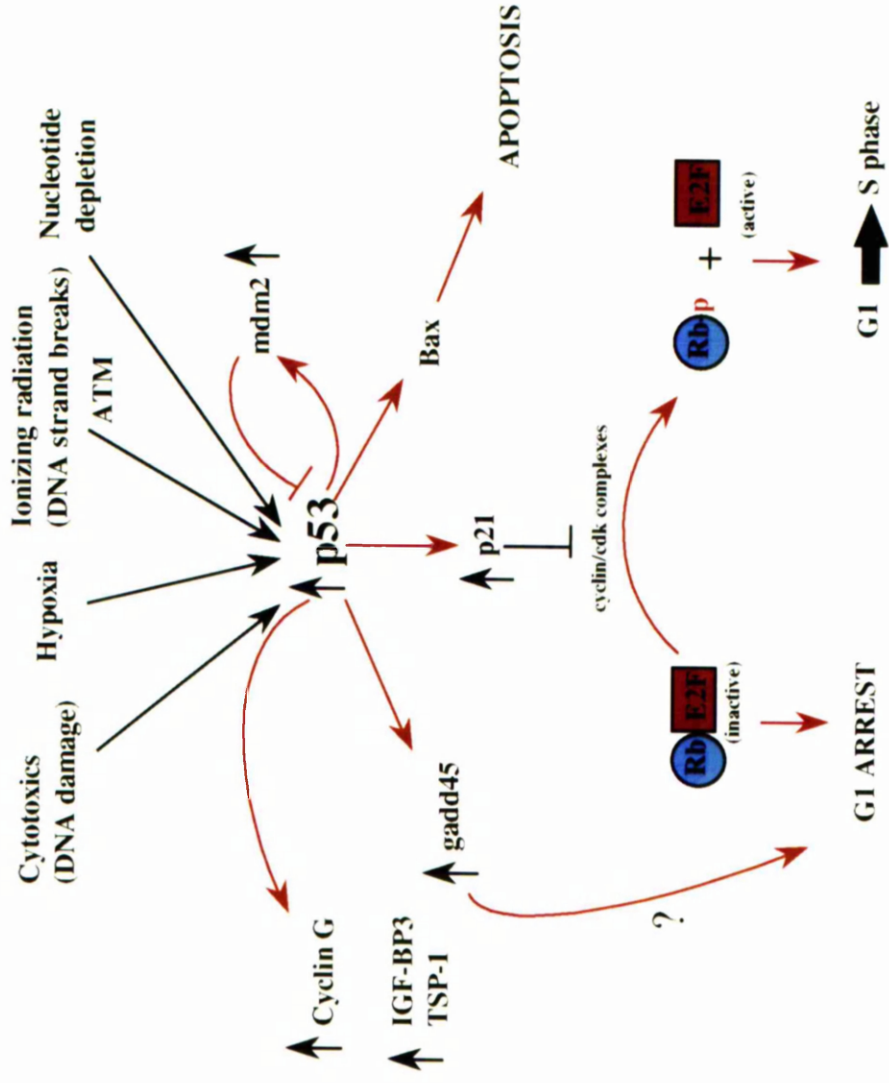 Cytotoxics
(DNA damage)
Hypoxia
Ionizing radiation
(DNA strand breaks)
ATM
Nucleotide
depletion
p53
mdm2
Cyclin G
IGF-BP3
TSP-1
gadd45
p21
Bax
APOPTOSIS
cyclin/cdk complexes
?
Rb E2F
(inactive)
Rb-p + E2F
(active)
G1 ARREST
G1 S phase